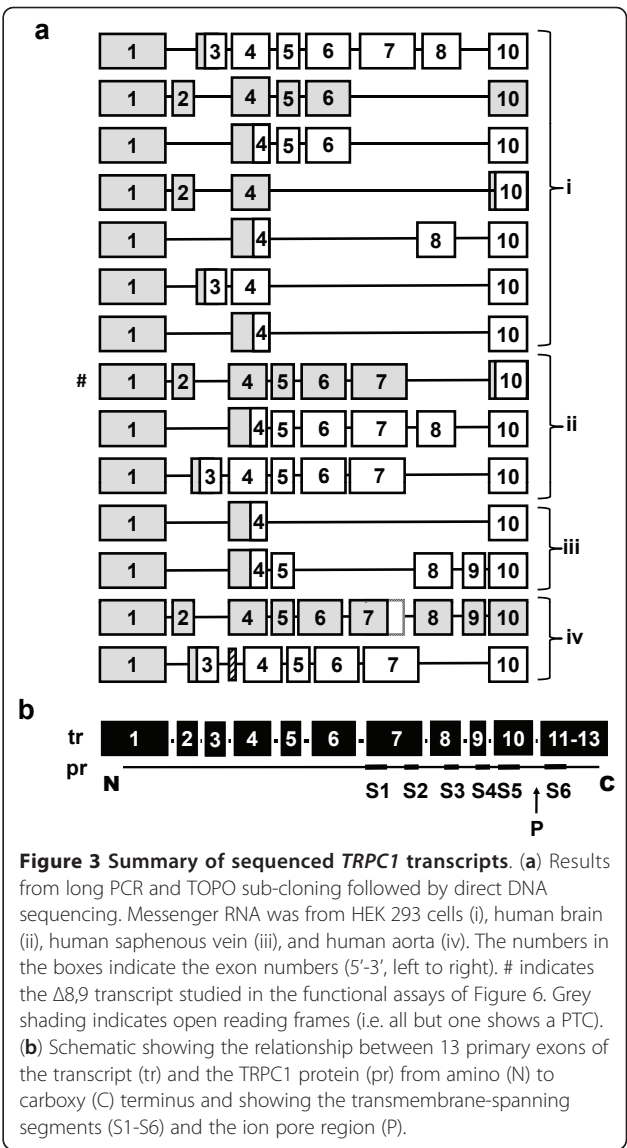 a
1 3 4 5 6 7 8 10
1 2 4 5 6 10
1 4 5 6 10
1 2 4 10
1 4 8 10
1 3 4 10
1 4 10
i
# 1 2 4 5 6 7 10
1 4 5 6 7 8 10
1 3 4 5 6 7 10
ii
1 4 10
1 4 5 8 9 10
iii
1 2 4 5 6 7 8 9 10
1 3 4 5 6 7 10
iv
b
tr 1 2 3 4 5 6 7 8 9 10 11-13
pr
N S1 S2 S3 S4 S5 S6 C
P
Figure 3 Summary of sequenced TRPC1 transcripts. (a) Results
from long PCR and TOPO sub-cloning followed by direct DNA
sequencing. Messenger RNA was from HEK 293 cells (i), human brain
(ii), human saphenous vein (iii), and human aorta (iv). The numbers in
the boxes indicate the exon numbers (5′-3′, left to right). # indicates
the Δ8,9 transcript studied in the functional assays of Figure 6. Grey
shading indicates open reading frames (i.e. all but one shows a PTC).
(b) Schematic showing the relationship between 13 primary exons of
the transcript (tr) and the TRPC1 protein (pr) from amino (N) to
carboxy (C) terminus and showing the transmembrane-spanning
segments (S1-S6) and the ion pore region (P).